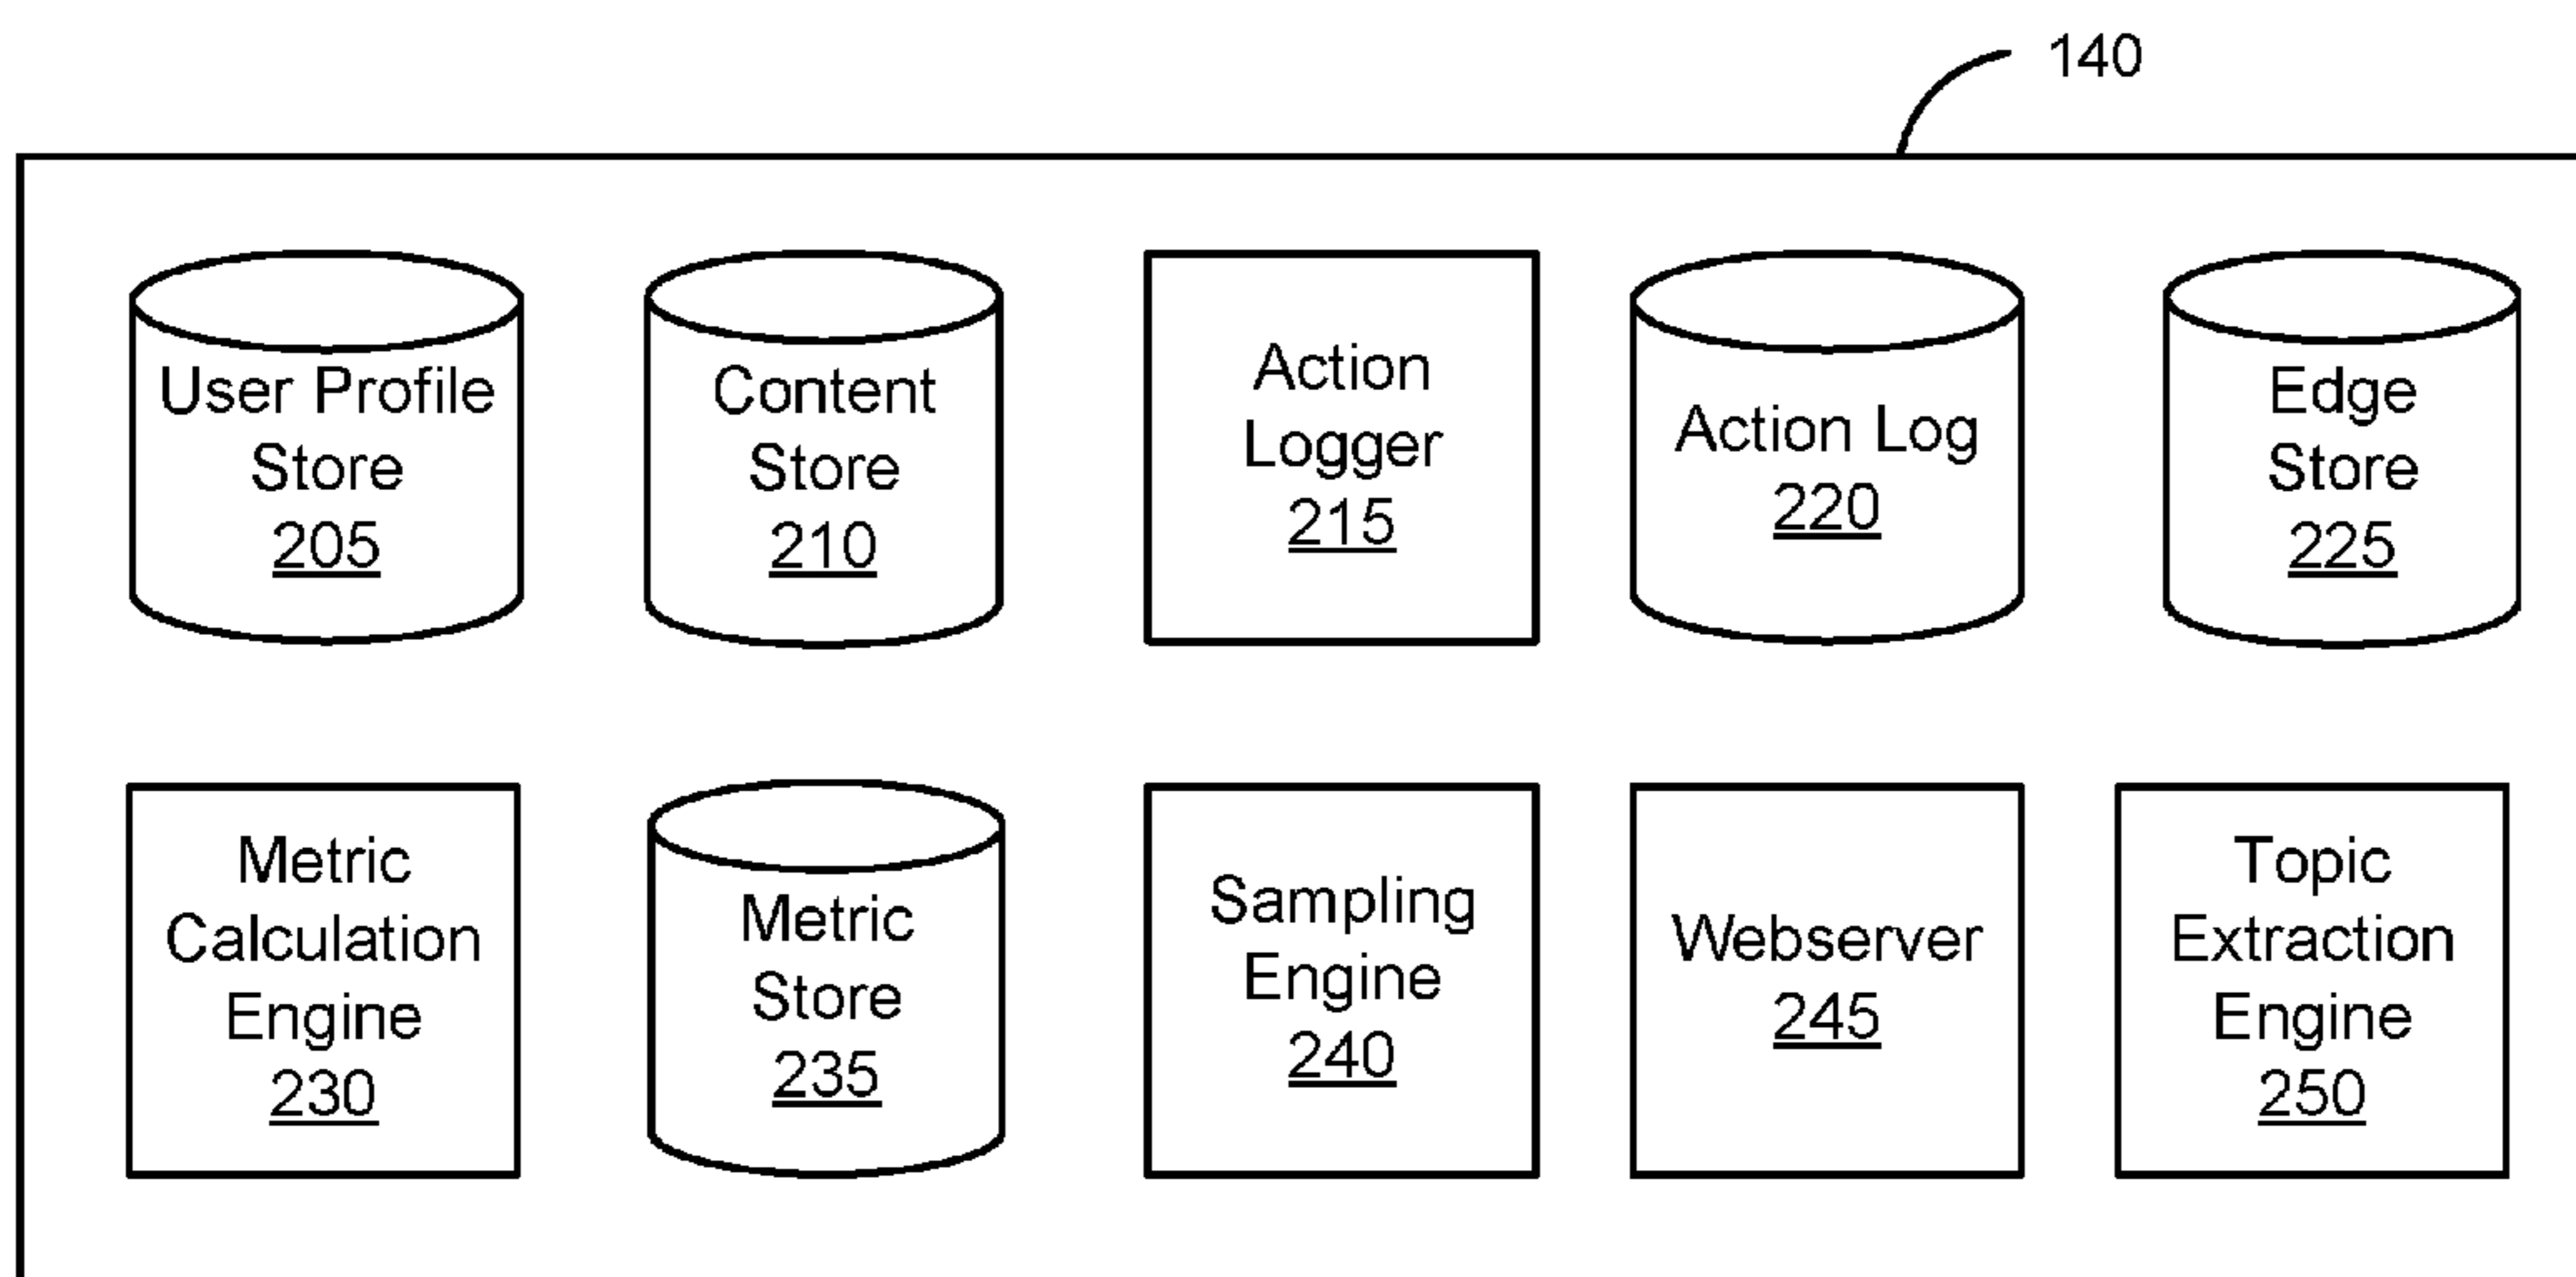 140
User Profile
Store
205
Content
Store
210
Action
Logger
215
Action Log
220
Edge
Store
225
Metric
Calculation
Engine
230
Metric
Store
235
Sampling
Engine
240
Webserver
245
Topic
Extraction
Engine
250